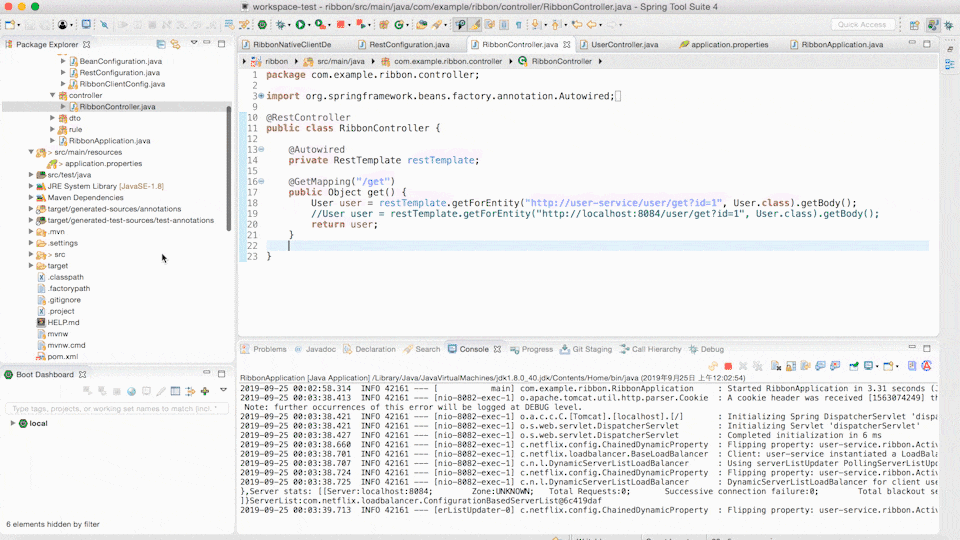 workspace-test - ribbon/src/main/java/com/example/ribbon/controller/RibbonController.java - Spring Tool Suite 4
Quick Access
Package Explorer
BeanConfiguration.java
RestConfiguration.java
RibbonClientConfig.java
controller
RibbonController.java
dto
rule
RibbonApplication.java
> src/main/resources
> application.properties
src/test/java
JRE System Library [JavaSE-1.8]
Maven Dependencies
target/generated-sources/annotations
target/generated-test-sources/test-annotations
.mvn
.settings
> src
target
.classpath
.factorypath
.gitignore
.project
HELP.md
mvnw
mvnw.cmd
pom.xml
Boot Dashboard
Type tags, projects, or working set names to match (incl. *
local
6 elements hidden by filter
RibbonNativeClientDe
RestConfiguration.java
RibbonController.java
UserController.java
application.properties
RibbonApplication.java
ribbon
src/main/java
com.example.ribbon.controller
RibbonController
1 package com.example.ribbon.controller;
2
3 import org.springframework.beans.factory.annotation.Autowired;
9
10 @RestController
11 public class RibbonController {
12
13 @Autowired
14 private RestTemplate restTemplate;
15
16 @GetMapping("/get")
17 public Object get() {
18 User user = restTemplate.getForEntity("http://user-service/user/get?id=1", User.class).getBody();
19 //User user = restTemplate.getForEntity("http://localhost:8084/user/get?id=1", User.class).getBody();
20 return user;
21 }
22
23 }
Problems
Javadoc
Declaration
Search
Console
Progress
Git Staging
Call Hierarchy
Debug
RibbonApplication [Java Application] /Library/Java/JavaVirtualMachines/jdk1.8.0_40.jdk/Contents/Home/bin/java (2019年9月25日 上午12:02:54)
2019-09-25 00:02:58.314 INFO 42161 --- [ main] com.example.ribbon.RibbonApplication : Started RibbonApplication in 3.31 seconds (
2019-09-25 00:03:38.413 INFO 42161 --- [nio-8082-exec-1] o.apache.tomcat.util.http.parser.Cookie : A cookie header was received [1563074249] th
Note: further occurrences of this error will be logged at DEBUG level.
2019-09-25 00:03:38.421 INFO 42161 --- [nio-8082-exec-1] o.a.c.c.C.[Tomcat].[localhost].[/] : Initializing Spring DispatcherServlet 'dispa
2019-09-25 00:03:38.421 INFO 42161 --- [nio-8082-exec-1] o.s.web.servlet.DispatcherServlet : Initializing Servlet 'dispatcherServlet'
2019-09-25 00:03:38.427 INFO 42161 --- [nio-8082-exec-1] o.s.web.servlet.DispatcherServlet : Completed initialization in 6 ms
2019-09-25 00:03:38.660 INFO 42161 --- [nio-8082-exec-1] c.netflix.config.ChainedDynamicProperty : Flipping property: user-service.ribbon.Activ
2019-09-25 00:03:38.701 INFO 42161 --- [nio-8082-exec-1] c.netflix.loadbalancer.BaseLoadBalancer : Client: user-service instantiated a LoadBala
2019-09-25 00:03:38.707 INFO 42161 --- [nio-8082-exec-1] c.n.l.DynamicServerListLoadBalancer : Using serverListUpdater PollingServerListUpda
2019-09-25 00:03:38.724 INFO 42161 --- [nio-8082-exec-1] c.netflix.config.ChainedDynamicProperty : Flipping property: user-service.ribbon.Activ
2019-09-25 00:03:38.725 INFO 42161 --- [nio-8082-exec-1] c.n.l.DynamicServerListLoadBalancer : DynamicServerListLoadBalancer for client use
},Server stats: [[Server:localhost:8084; Zone:UNKNOWN; Total Requests:0; Successive connection failure:0; Total blackout se
]}ServerList:com.netflix.loadbalancer.ConfigurationBasedServerList@6c419daf
2019-09-25 00:03:39.713 INFO 42161 --- [erListUpdater-0] c.netflix.config.ChainedDynamicProperty : Flipping property: user-service.ribbon.Activ